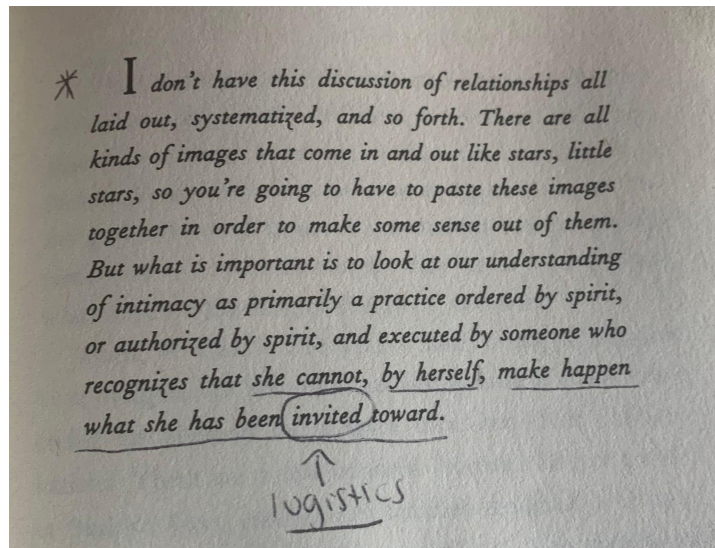 * I don't have this discussion of relationships all
laid out, systematized, and so forth. There are all
kinds of images that come in and out like stars, little
stars, so you're going to have to paste these images
together in order to make some sense out of them.
But what is important is to look at our understanding
of intimacy as primarily a practice ordered by spirit,
or authorized by spirit, and executed by someone who
recognizes that she cannot, by herself, make happen
what she has been invited toward.
logistics